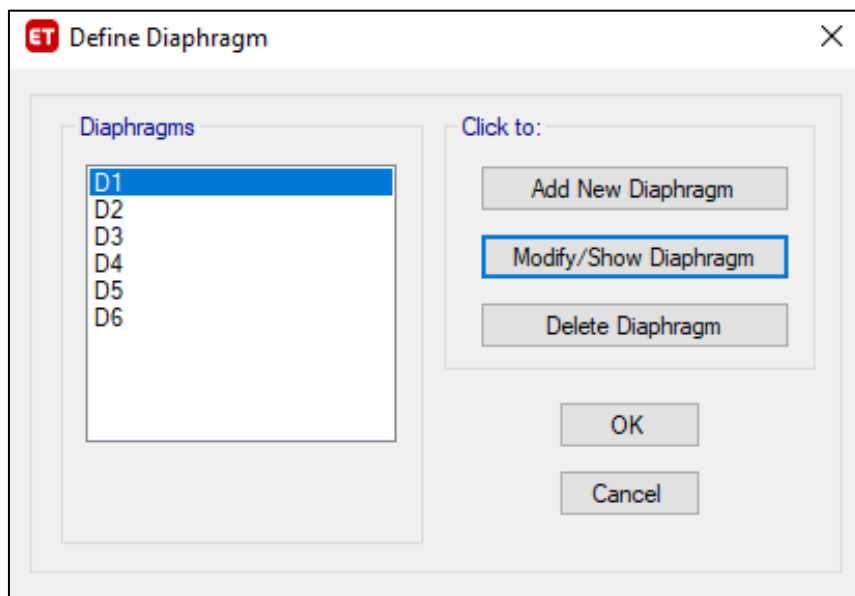 ET Define Diaphragm
Diaphragms
D1
D2
D3
D4
D5
D6
Click to:
Add New Diaphragm
Modify/Show Diaphragm
Delete Diaphragm
OK
Cancel